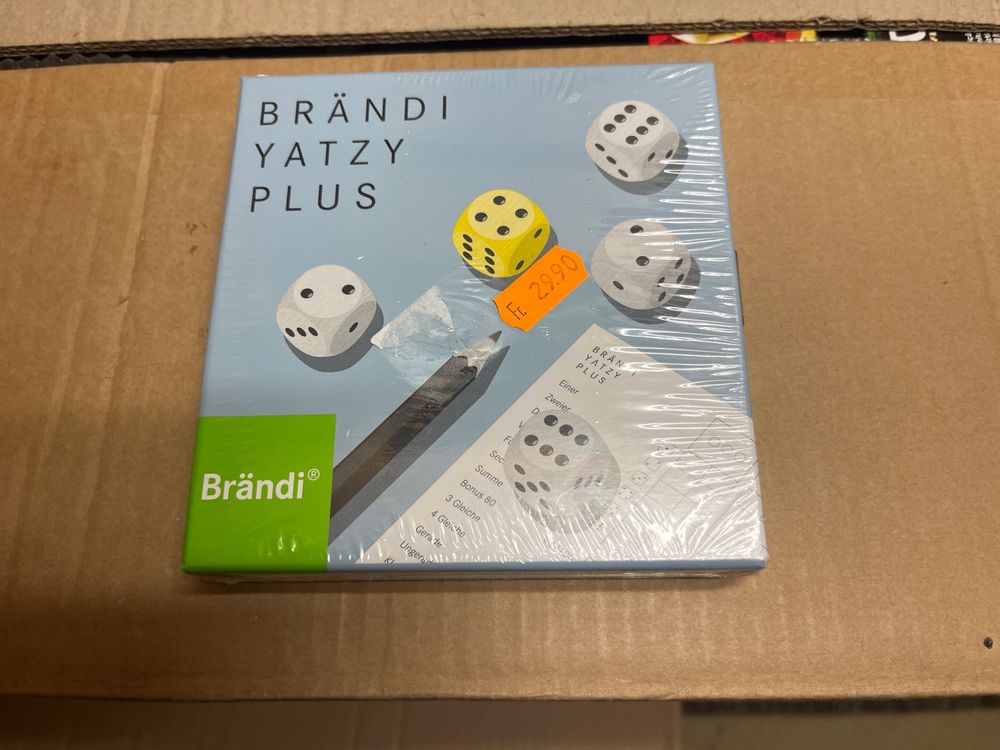 BRÄNDI
YATZY
PLUS
Fr. 29.90
BRÄNDI
YATZY
PLUS
Einer
Zweier
Summe
Bonus 80
3 Gleiche
4 Gleiche
Gerade
Brändi®